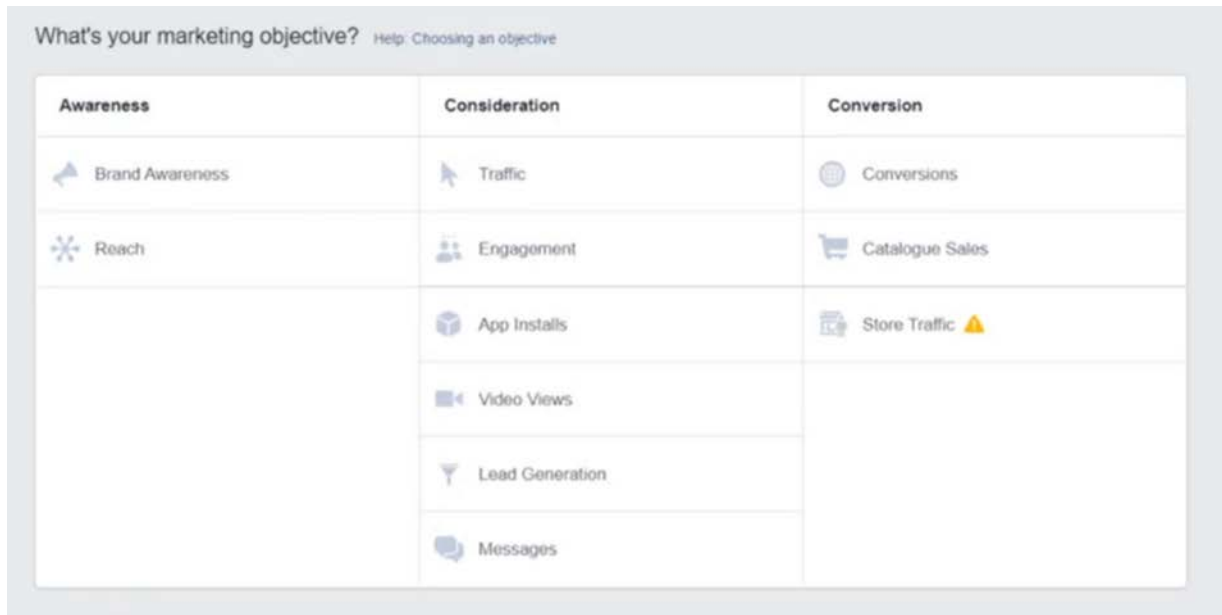 What's your marketing objective? Help: Choosing an objective
Awareness
Consideration
Conversion
Brand Awareness
Traffic
Conversions
Reach
Engagement
Catalogue Sales
App Installs
Store Traffic
Video Views
Lead Generation
Messages